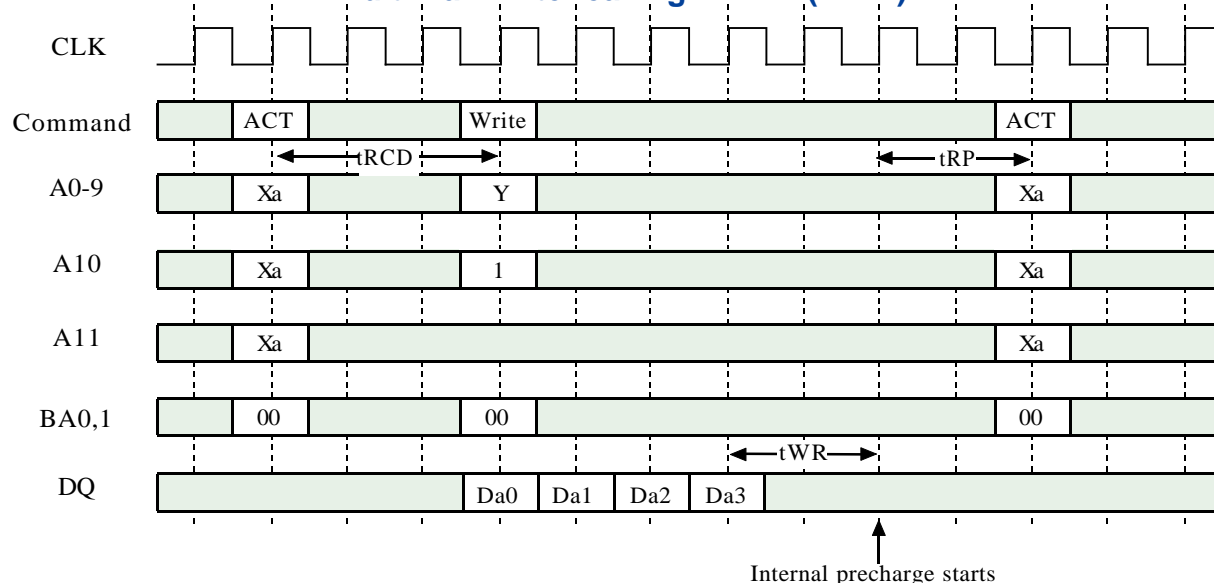 CLK
Command ACT Write ACT
tRCD tRP
A0-9 Xa Y Xa
A10 Xa 1 Xa
A11 Xa Xa
BA0,1 00 00 00
tWR
DQ Da0 Da1 Da2 Da3
Internal precharge starts